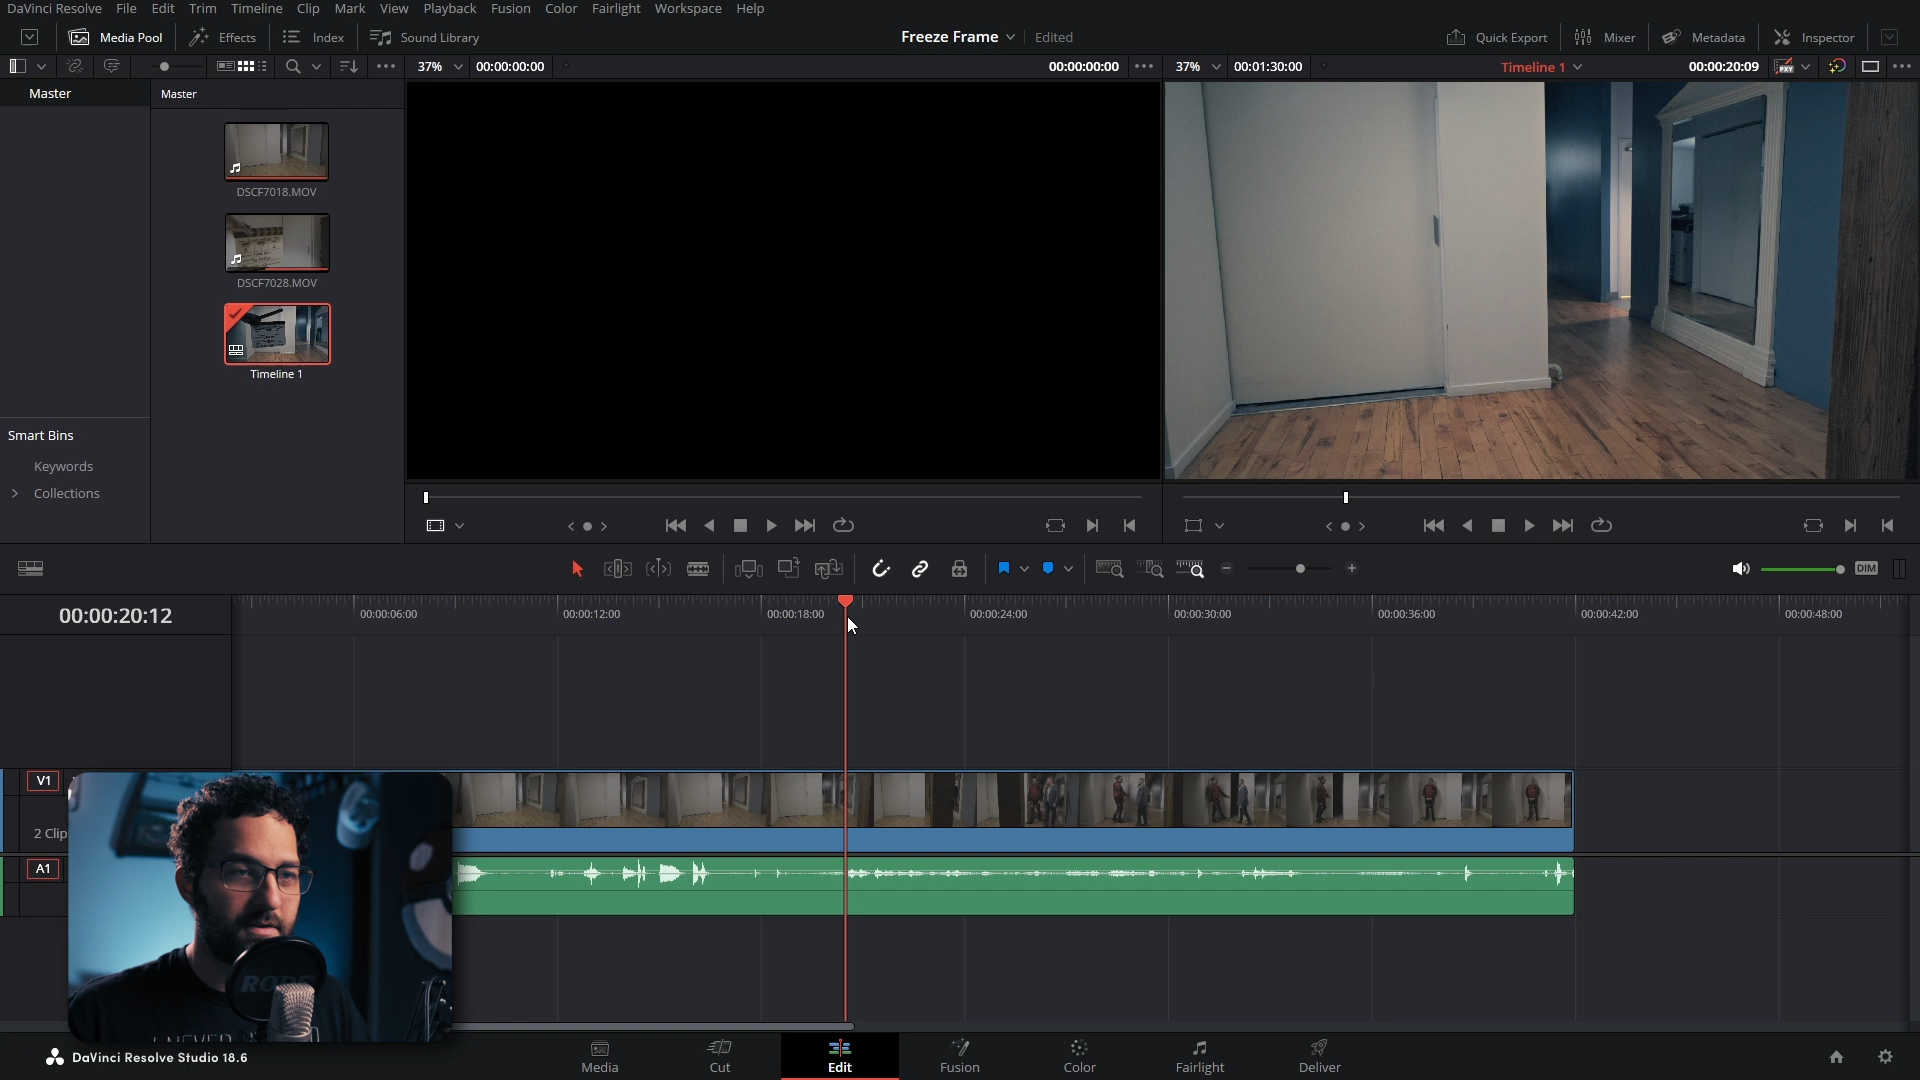 DaVinci Resolve File Edit Trim Timeline Clip Mark View Playback Fusion Color Fairlight Workspace Help
Media Pool Effects Index Sound Library Freeze Frame Edited Quick Export Mixer Metadata Inspector
37% 00:00:00:00 00:00:00:00 37% 00:01:30:00 Timeline 1 00:00:20:09 PXY
Master
Master
DSCF7018.MOV
DSCF7028.MOV
Timeline 1
Smart Bins
Keywords
Collections
DIM
00:00:20:12
00:00:06:00 00:00:12:00 00:00:18:00 00:00:24:00 00:00:30:00 00:00:36:00 00:00:42:00 00:00:48:00
V1
2 Clip
A1
DaVinci Resolve Studio 18.6
Media Cut Edit Fusion Color Fairlight Deliver